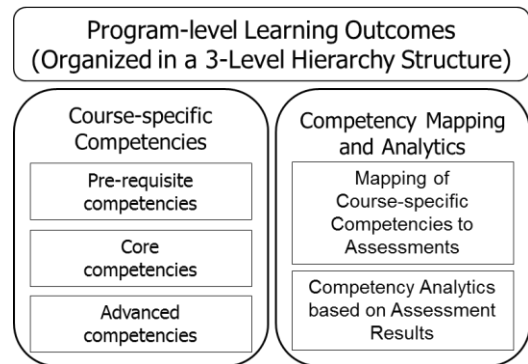 Program-level Learning Outcomes
(Organized in a 3-Level Hierarchy Structure)
Course-specific
Competencies
Pre-requisite
competencies
Core
competencies
Advanced
competencies
Competency Mapping
and Analytics
Mapping of
Course-specific
Competencies to
Assessments
Competency Analytics
based on Assessment
Results